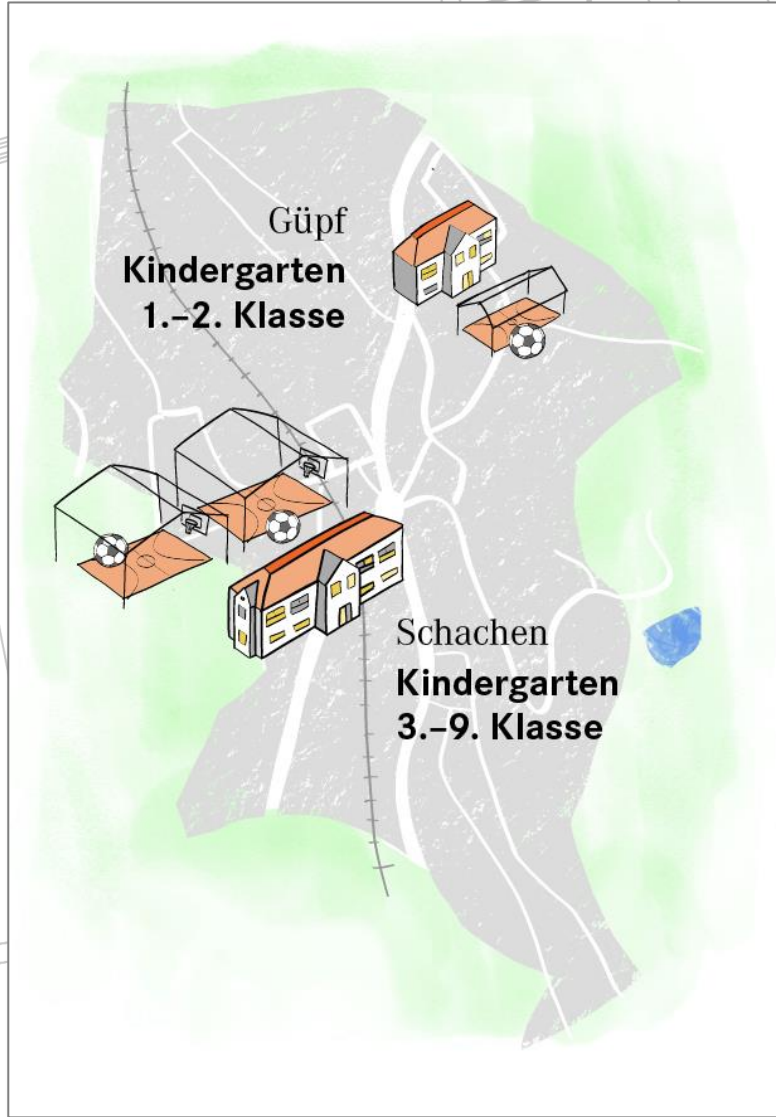 Güpf
Kindergarten
1.–2. Klasse
Schachen
Kindergarten
3.–9. Klasse